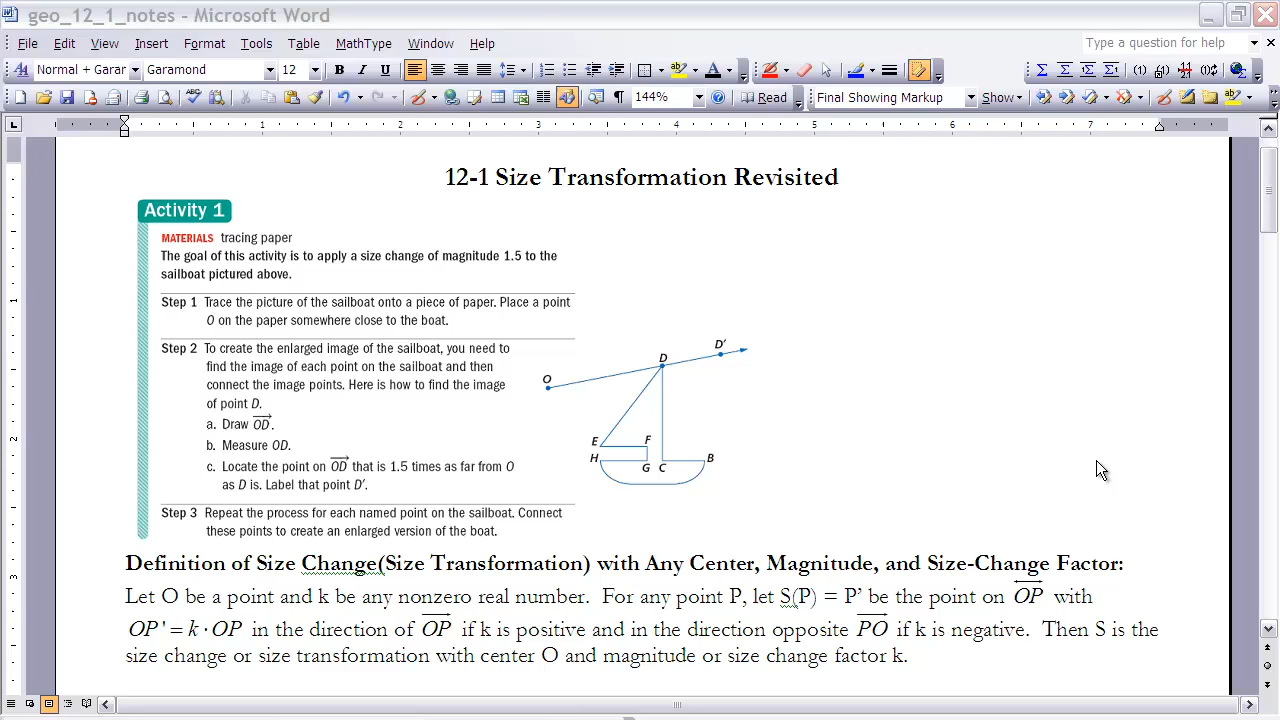 geo_12_1_notes - Microsoft Word
File Edit View Insert Format Tools Table MathType Window Help Type a question for help
Normal + Garar Garamond 12 B I U
144% Read Final Showing Markup Show
1 2 3 4 5 6 7
12-1 Size Transformation Revisited
Activity 1
MATERIALS tracing paper
The goal of this activity is to apply a size change of magnitude 1.5 to the
sailboat pictured above.
Step 1 Trace the picture of the sailboat onto a piece of paper. Place a point
O on the paper somewhere close to the boat.
Step 2 To create the enlarged image of the sailboat, you need to
find the image of each point on the sailboat and then
connect the image points. Here is how to find the image
of point D.
a. Draw OD.
b. Measure OD.
c. Locate the point on OD that is 1.5 times as far from O
as D is. Label that point D'.
Step 3 Repeat the process for each named point on the sailboat. Connect
these points to create an enlarged version of the boat.
O D D'
E F
H G C B
Definition of Size Change(Size Transformation) with Any Center, Magnitude, and Size-Change Factor:
Let O be a point and k be any nonzero real number. For any point P, let S(P) = P’ be the point on OP with
OP' = k · OP in the direction of OP if k is positive and in the direction opposite PO if k is negative. Then S is the
size change or size transformation with center O and magnitude or size change factor k.